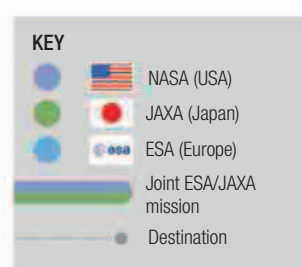 KEY
NASA (USA)
JAXA (Japan)
esa
ESA (Europe)
Joint ESA/JAXA
mission
Destination